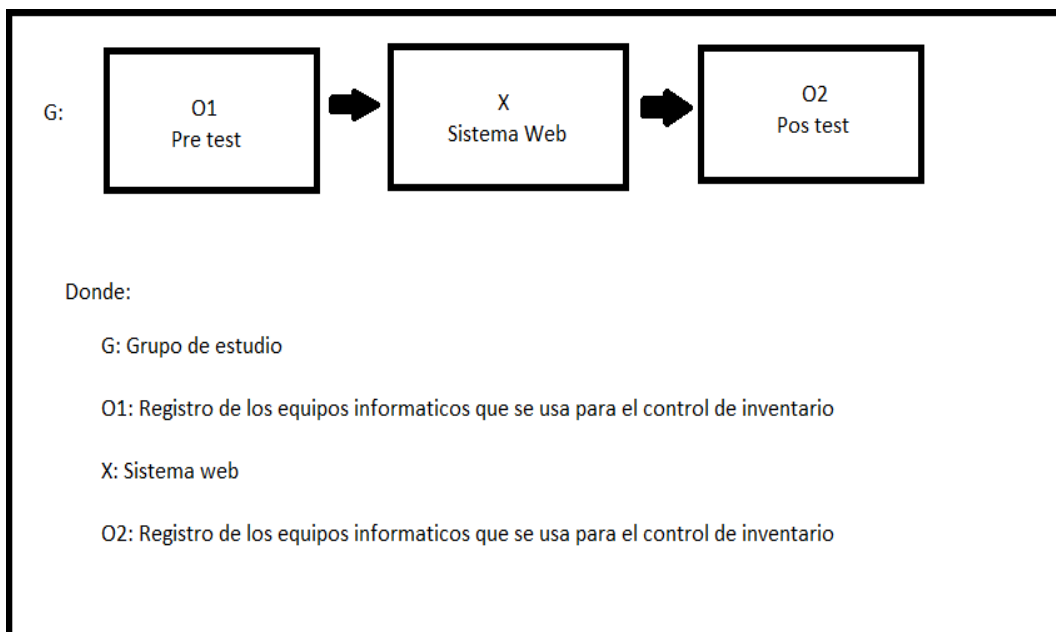 G:
O1
Pre test
X
Sistema Web
O2
Pos test
Donde:
G: Grupo de estudio
O1: Registro de los equipos informaticos que se usa para el control de inventario
X: Sistema web
O2: Registro de los equipos informaticos que se usa para el control de inventario